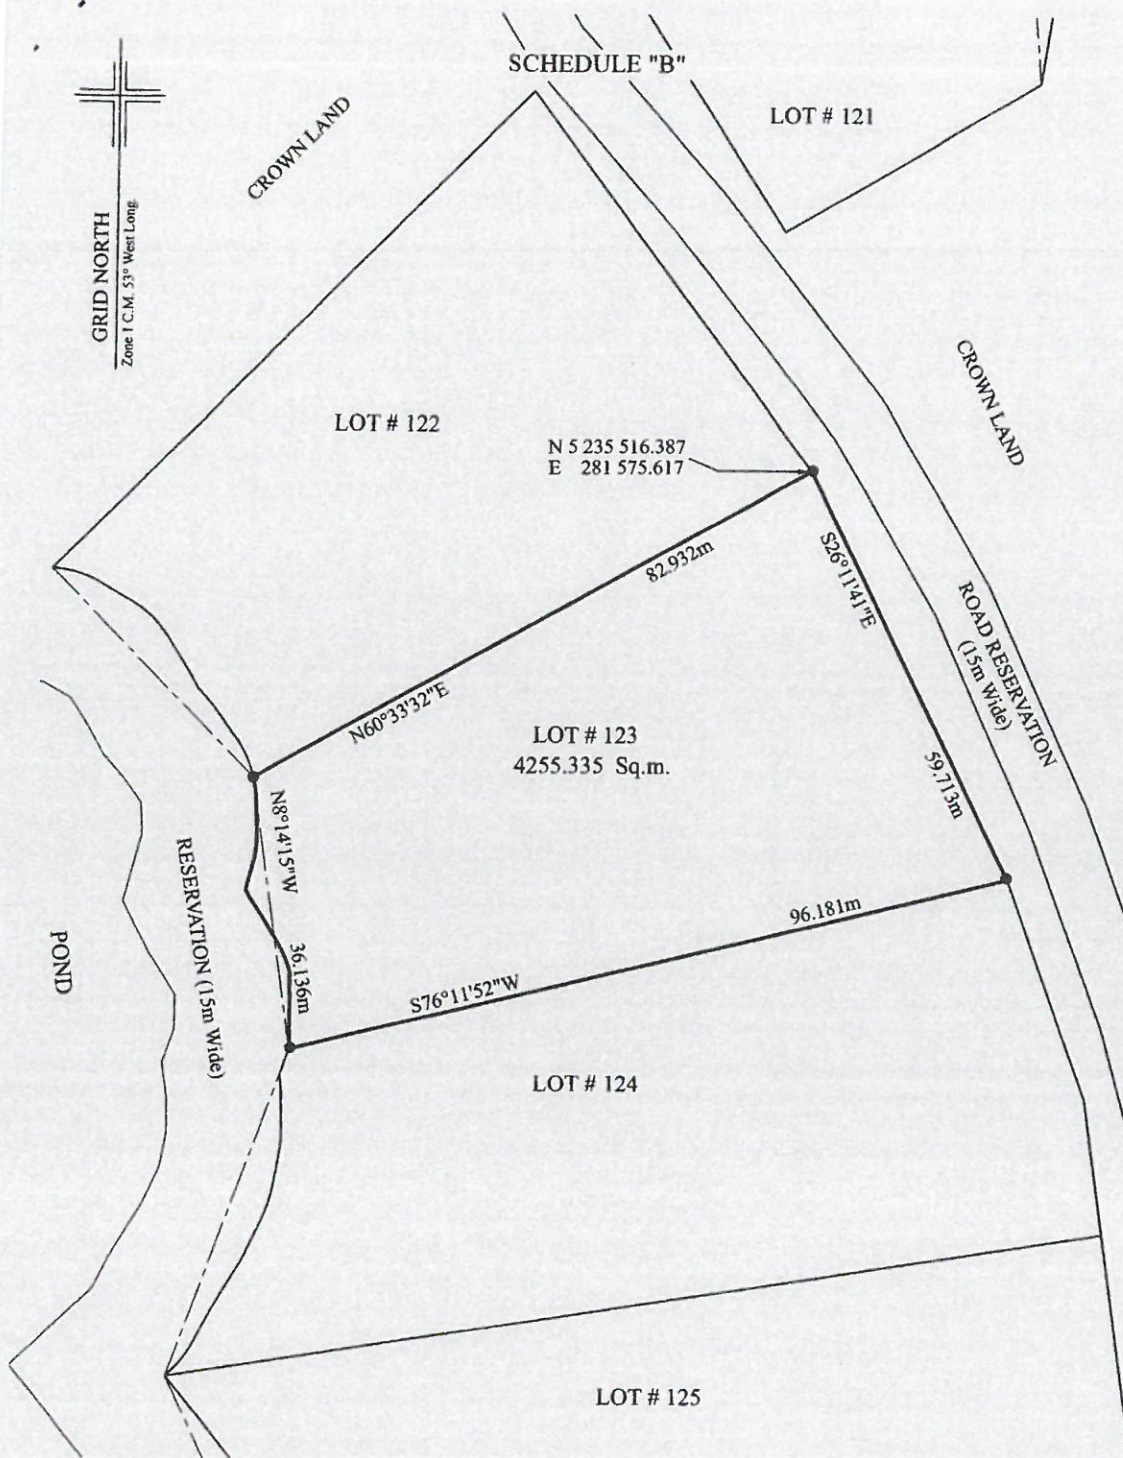 SCHEDULE "B"
LOT # 121
CROWN LAND
GRID NORTH
Zone 1 C.M. 53° West Long.
CROWN LAND
LOT # 122
N 5 235 516.387
E 281 575.617
82.932m
S26°11'41"E
ROAD RESERVATION
(15m Wide)
N60°33'32"E
LOT # 123
4255.335 Sq.m.
59.713m
N8°14'15"W
RESERVATION (15m Wide)
96.181m
POND
36.136m
S76°11'52"W
LOT # 124
LOT # 125